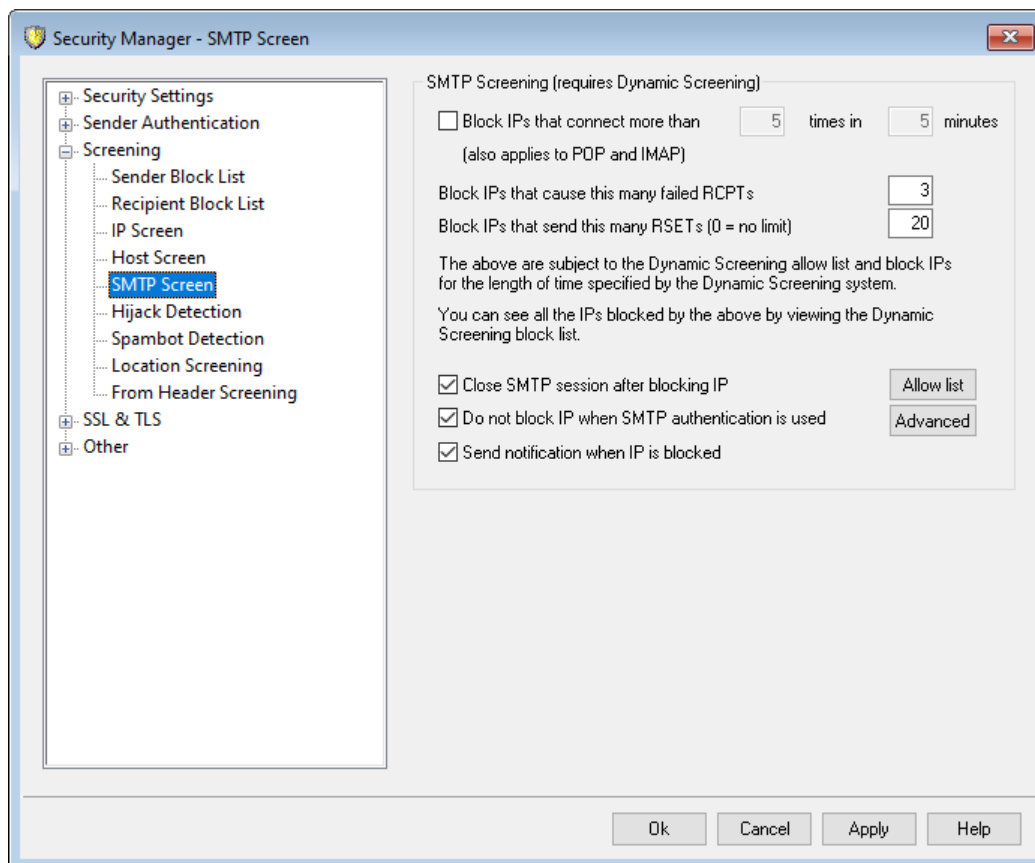 Security Manager - SMTP Screen
Security Settings
Sender Authentication
Screening
Sender Block List
Recipient Block List
IP Screen
Host Screen
SMTP Screen
Hijack Detection
Spambot Detection
Location Screening
From Header Screening
SSL & TLS
Other
SMTP Screening (requires Dynamic Screening)
Block IPs that connect more than 5 times in 5 minutes
(also applies to POP and IMAP)
Block IPs that cause this many failed RCPTs 3
Block IPs that send this many RSETs (0 = no limit) 20
The above are subject to the Dynamic Screening allow list and block IPs
for the length of time specified by the Dynamic Screening system.
You can see all the IPs blocked by the above by viewing the Dynamic
Screening block list.
Close SMTP session after blocking IP Allow list
Do not block IP when SMTP authentication is used Advanced
Send notification when IP is blocked
Ok Cancel Apply Help